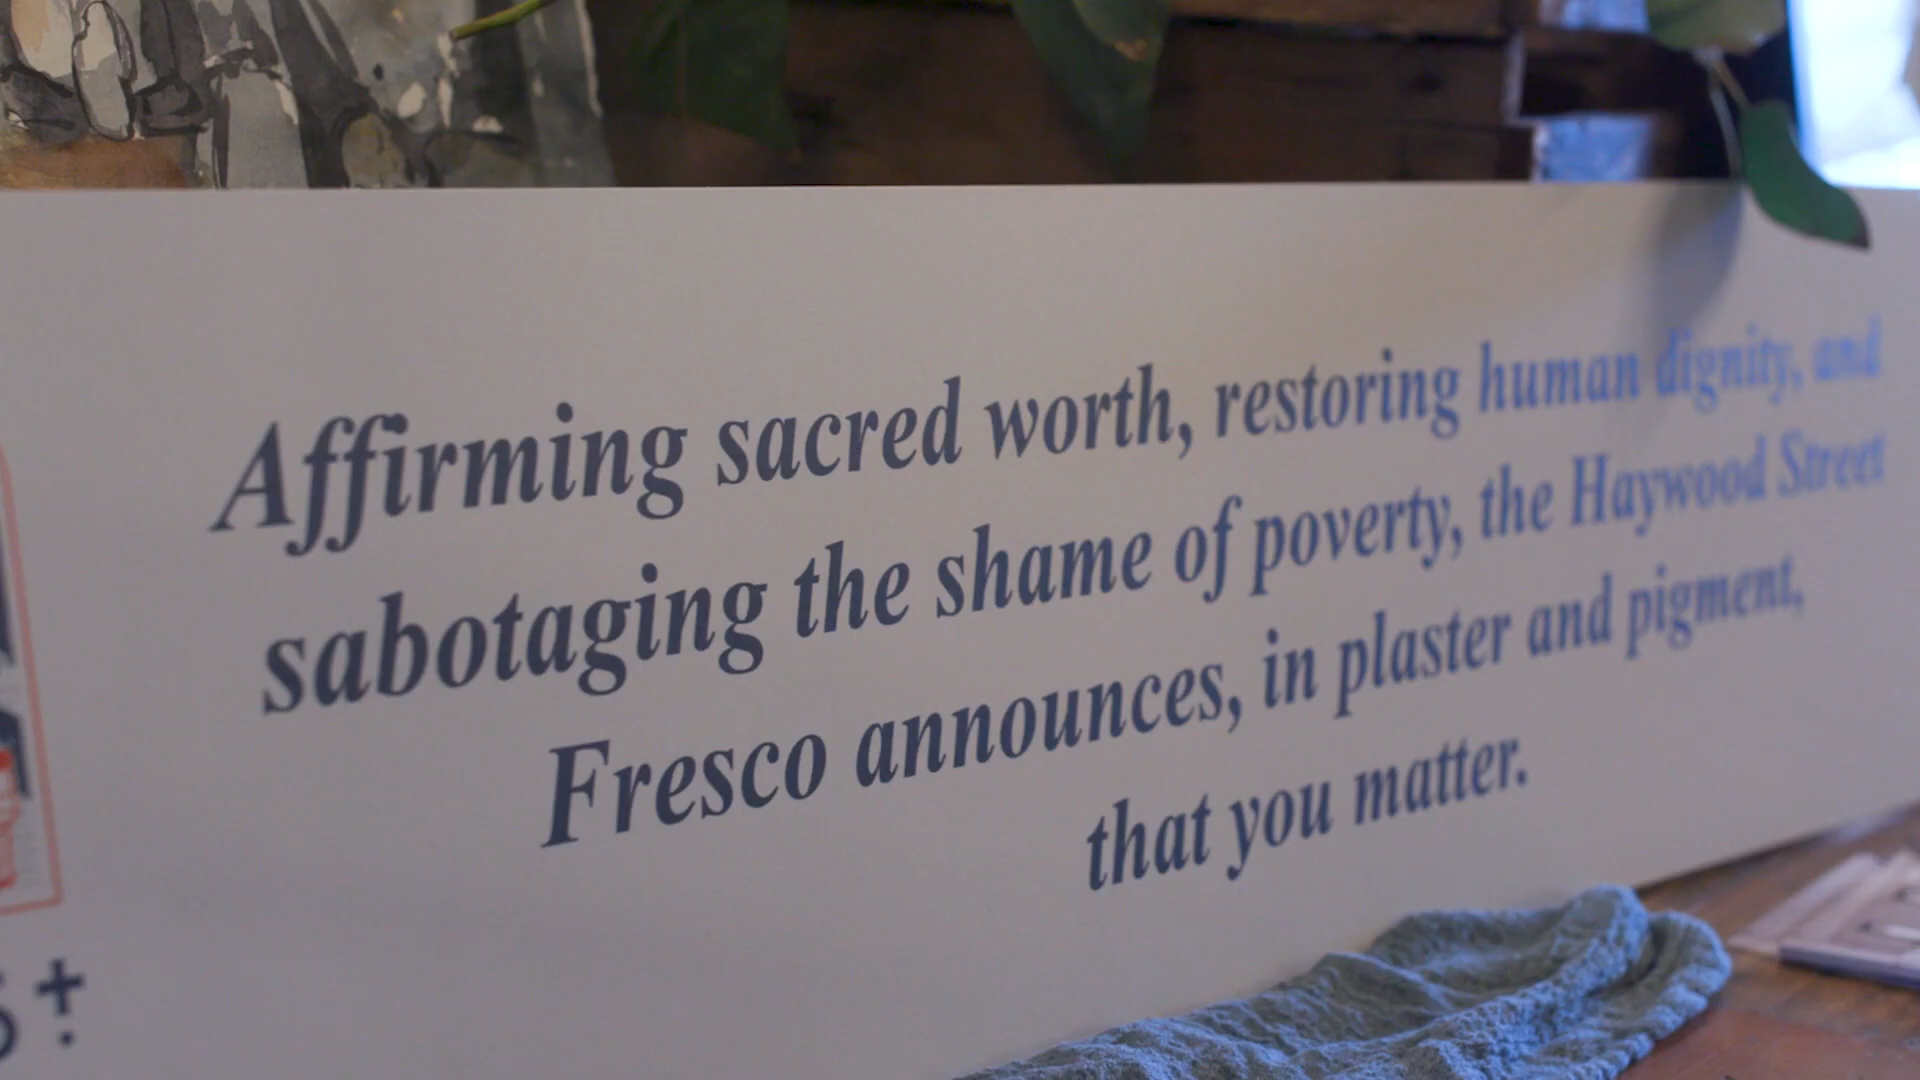 Affirming sacred worth, restoring human dignity, and
sabotaging the shame of poverty, the Haywood Street
Fresco announces, in plaster and pigment,
that you matter.